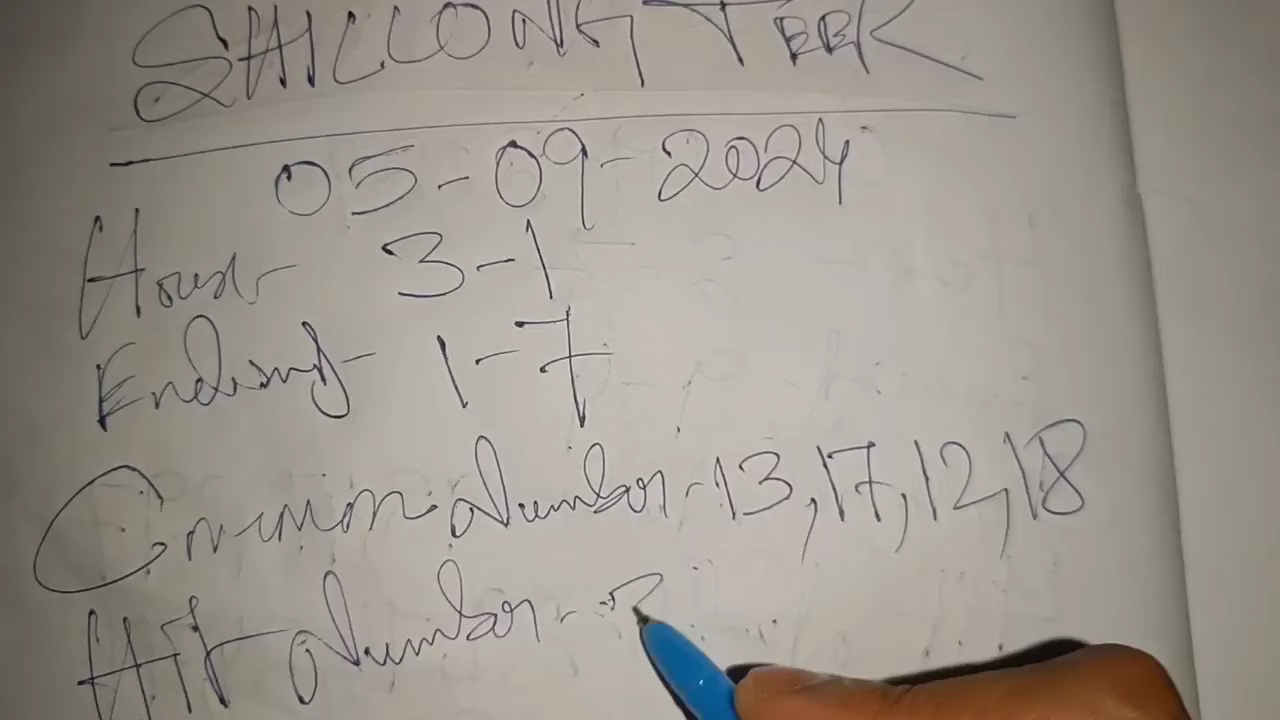 SHILLONG TEER
05-09-2024
House- 3-1
Ending- 1-7
Common Number-13,17,12,18
Hit Number-